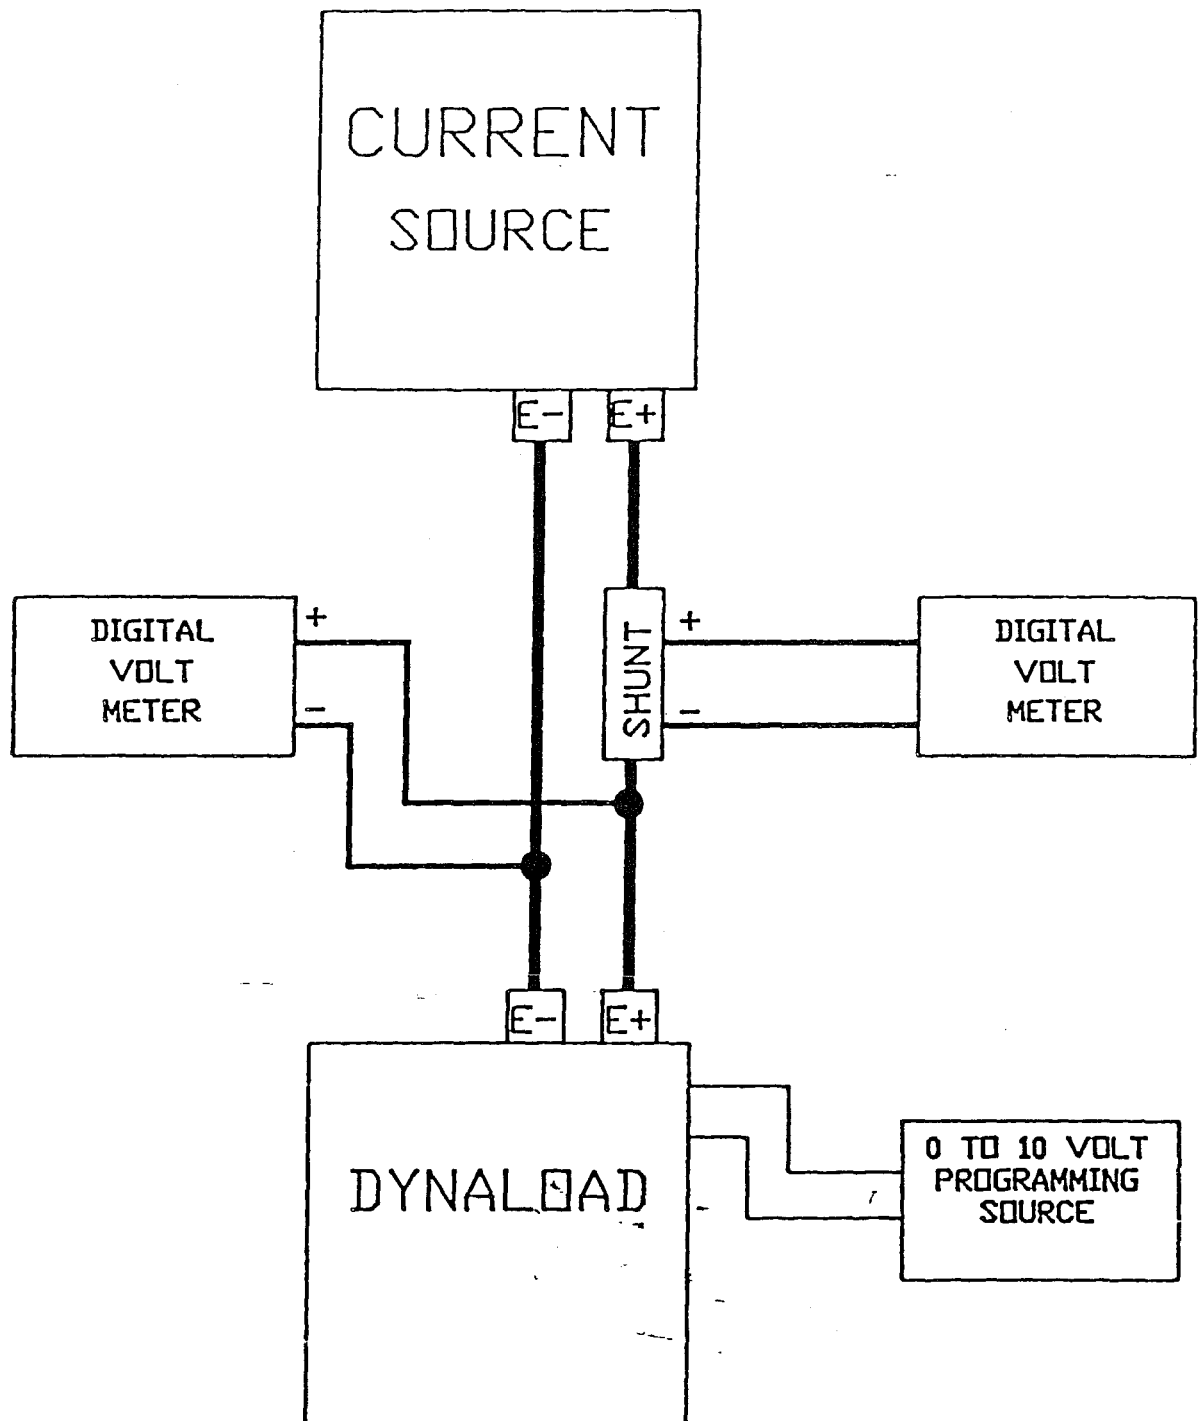 CURRENT
SOURCE
E- E+
DIGITAL
VOLT
METER
+
-
SHUNT
+
-
DIGITAL
VOLT
METER
E- E+
DYNALOAD
0 TO 10 VOLT
PROGRAMMING
SOURCE